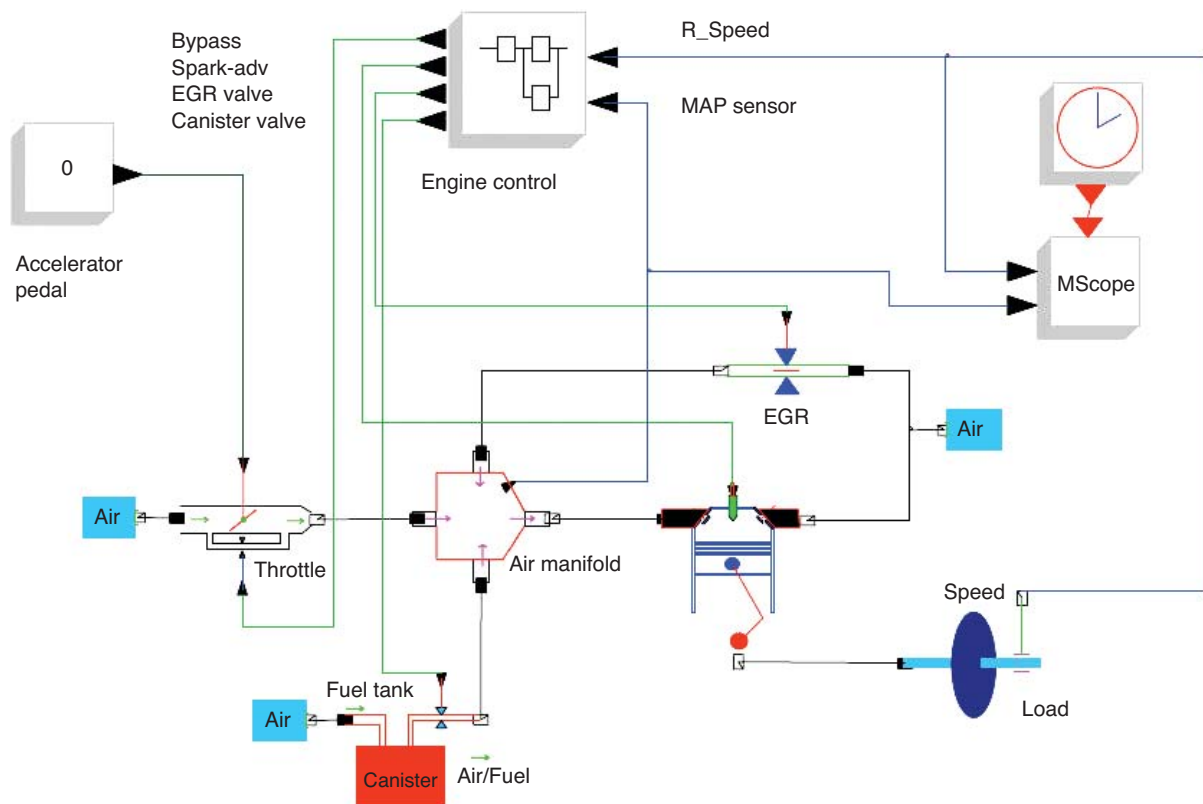 Bypass
Spark-adv
EGR valve
Canister valve
R_Speed
MAP sensor
0
Engine control
Accelerator
pedal
MScope
EGR
Air
Air
Throttle
Air manifold
Speed
Load
Fuel tank
Air
Canister
Air/Fuel